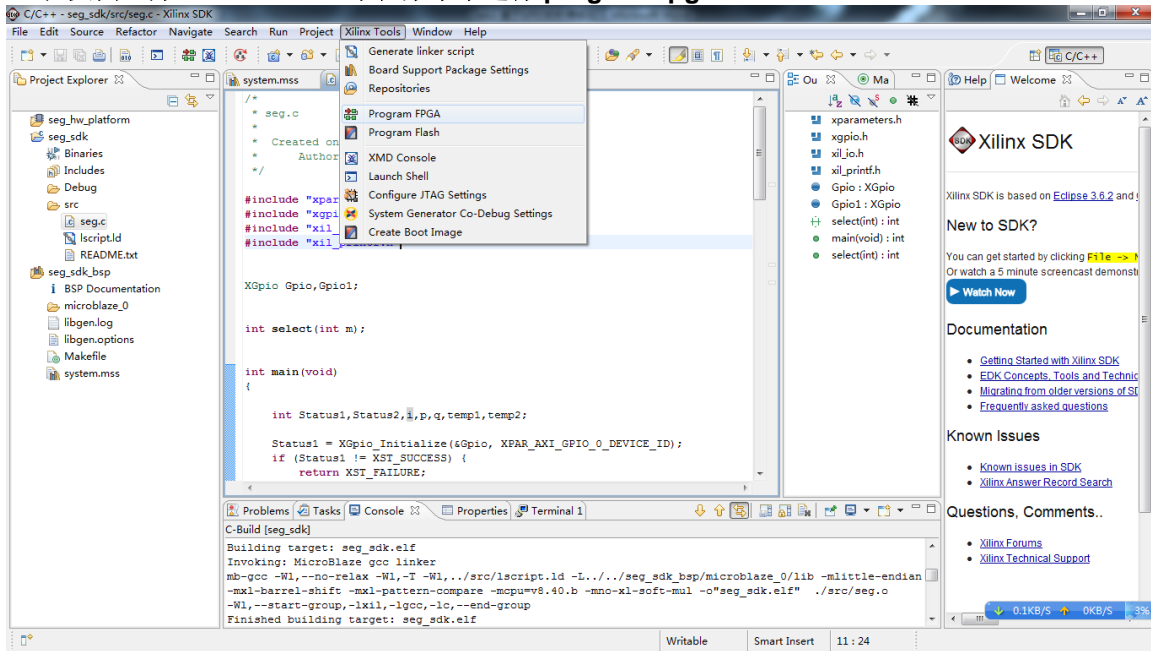 C/C++ - seg_sdk/src/seg.c - Xilinx SDK
File Edit Source Refactor Navigate Search Run Project Xilinx Tools Window Help
C/C++
Project Explorer
seg_hw_platform
seg_sdk
Binaries
Includes
Debug
src
seg.c
lscript.ld
README.txt
seg_sdk_bsp
BSP Documentation
microblaze_0
libgen.log
libgen.options
Makefile
system.mss
Generate linker script
Board Support Package Settings
Repositories
Program FPGA
Program Flash
XMD Console
Launch Shell
Configure JTAG Settings
System Generator Co-Debug Settings
Create Boot Image
system.mss
/*
* seg.c
*
* Created on
* Author
*/
#include "xpar
#include "xgpi
#include "xil_
#include "xil_
XGpio Gpio,Gpio1;
int select(int m);
int main(void)
{
int Status1,Status2,i,p,q,temp1,temp2;
Status1 = XGpio_Initialize(&Gpio, XPAR_AXI_GPIO_0_DEVICE_ID);
if (Status1 != XST_SUCCESS) {
return XST_FAILURE;
Ou Ma
xparameters.h
xgpio.h
xil_io.h
xil_printf.h
Gpio : XGpio
Gpio1 : XGpio
select(int) : int
main(void) : int
select(int) : int
Help Welcome
Xilinx SDK
Xilinx SDK is based on Eclipse 3.6.2 and
New to SDK?
You can get started by clicking File ->
Or watch a 5 minute screencast demonst
Watch Now
Documentation
Getting Started with Xilinx SDK
EDK Concepts, Tools and Technic
Migrating from older versions of SD
Frequently asked questions
Known Issues
Known issues in SDK
Xilinx Answer Record Search
Questions, Comments..
Xilinx Forums
Xilinx Technical Support
Problems Tasks Console Properties Terminal 1
C-Build [seg_sdk]
Building target: seg_sdk.elf
Invoking: MicroBlaze gcc linker
mb-gcc -Wl,--no-relax -Wl,-T -Wl,../src/lscript.ld -L../../seg_sdk_bsp/microblaze_0/lib -mlittle-endian
-mxl-barrel-shift -mxl-pattern-compare -mcpu=v8.40.b -mno-xl-soft-mul -o"seg_sdk.elf" ./src/seg.o
-Wl,--start-group,-lxil,-lgcc,-lc,--end-group
Finished building target: seg_sdk.elf
0.1KB/S 0KB/S 3%
Writable Smart Insert 11 : 24